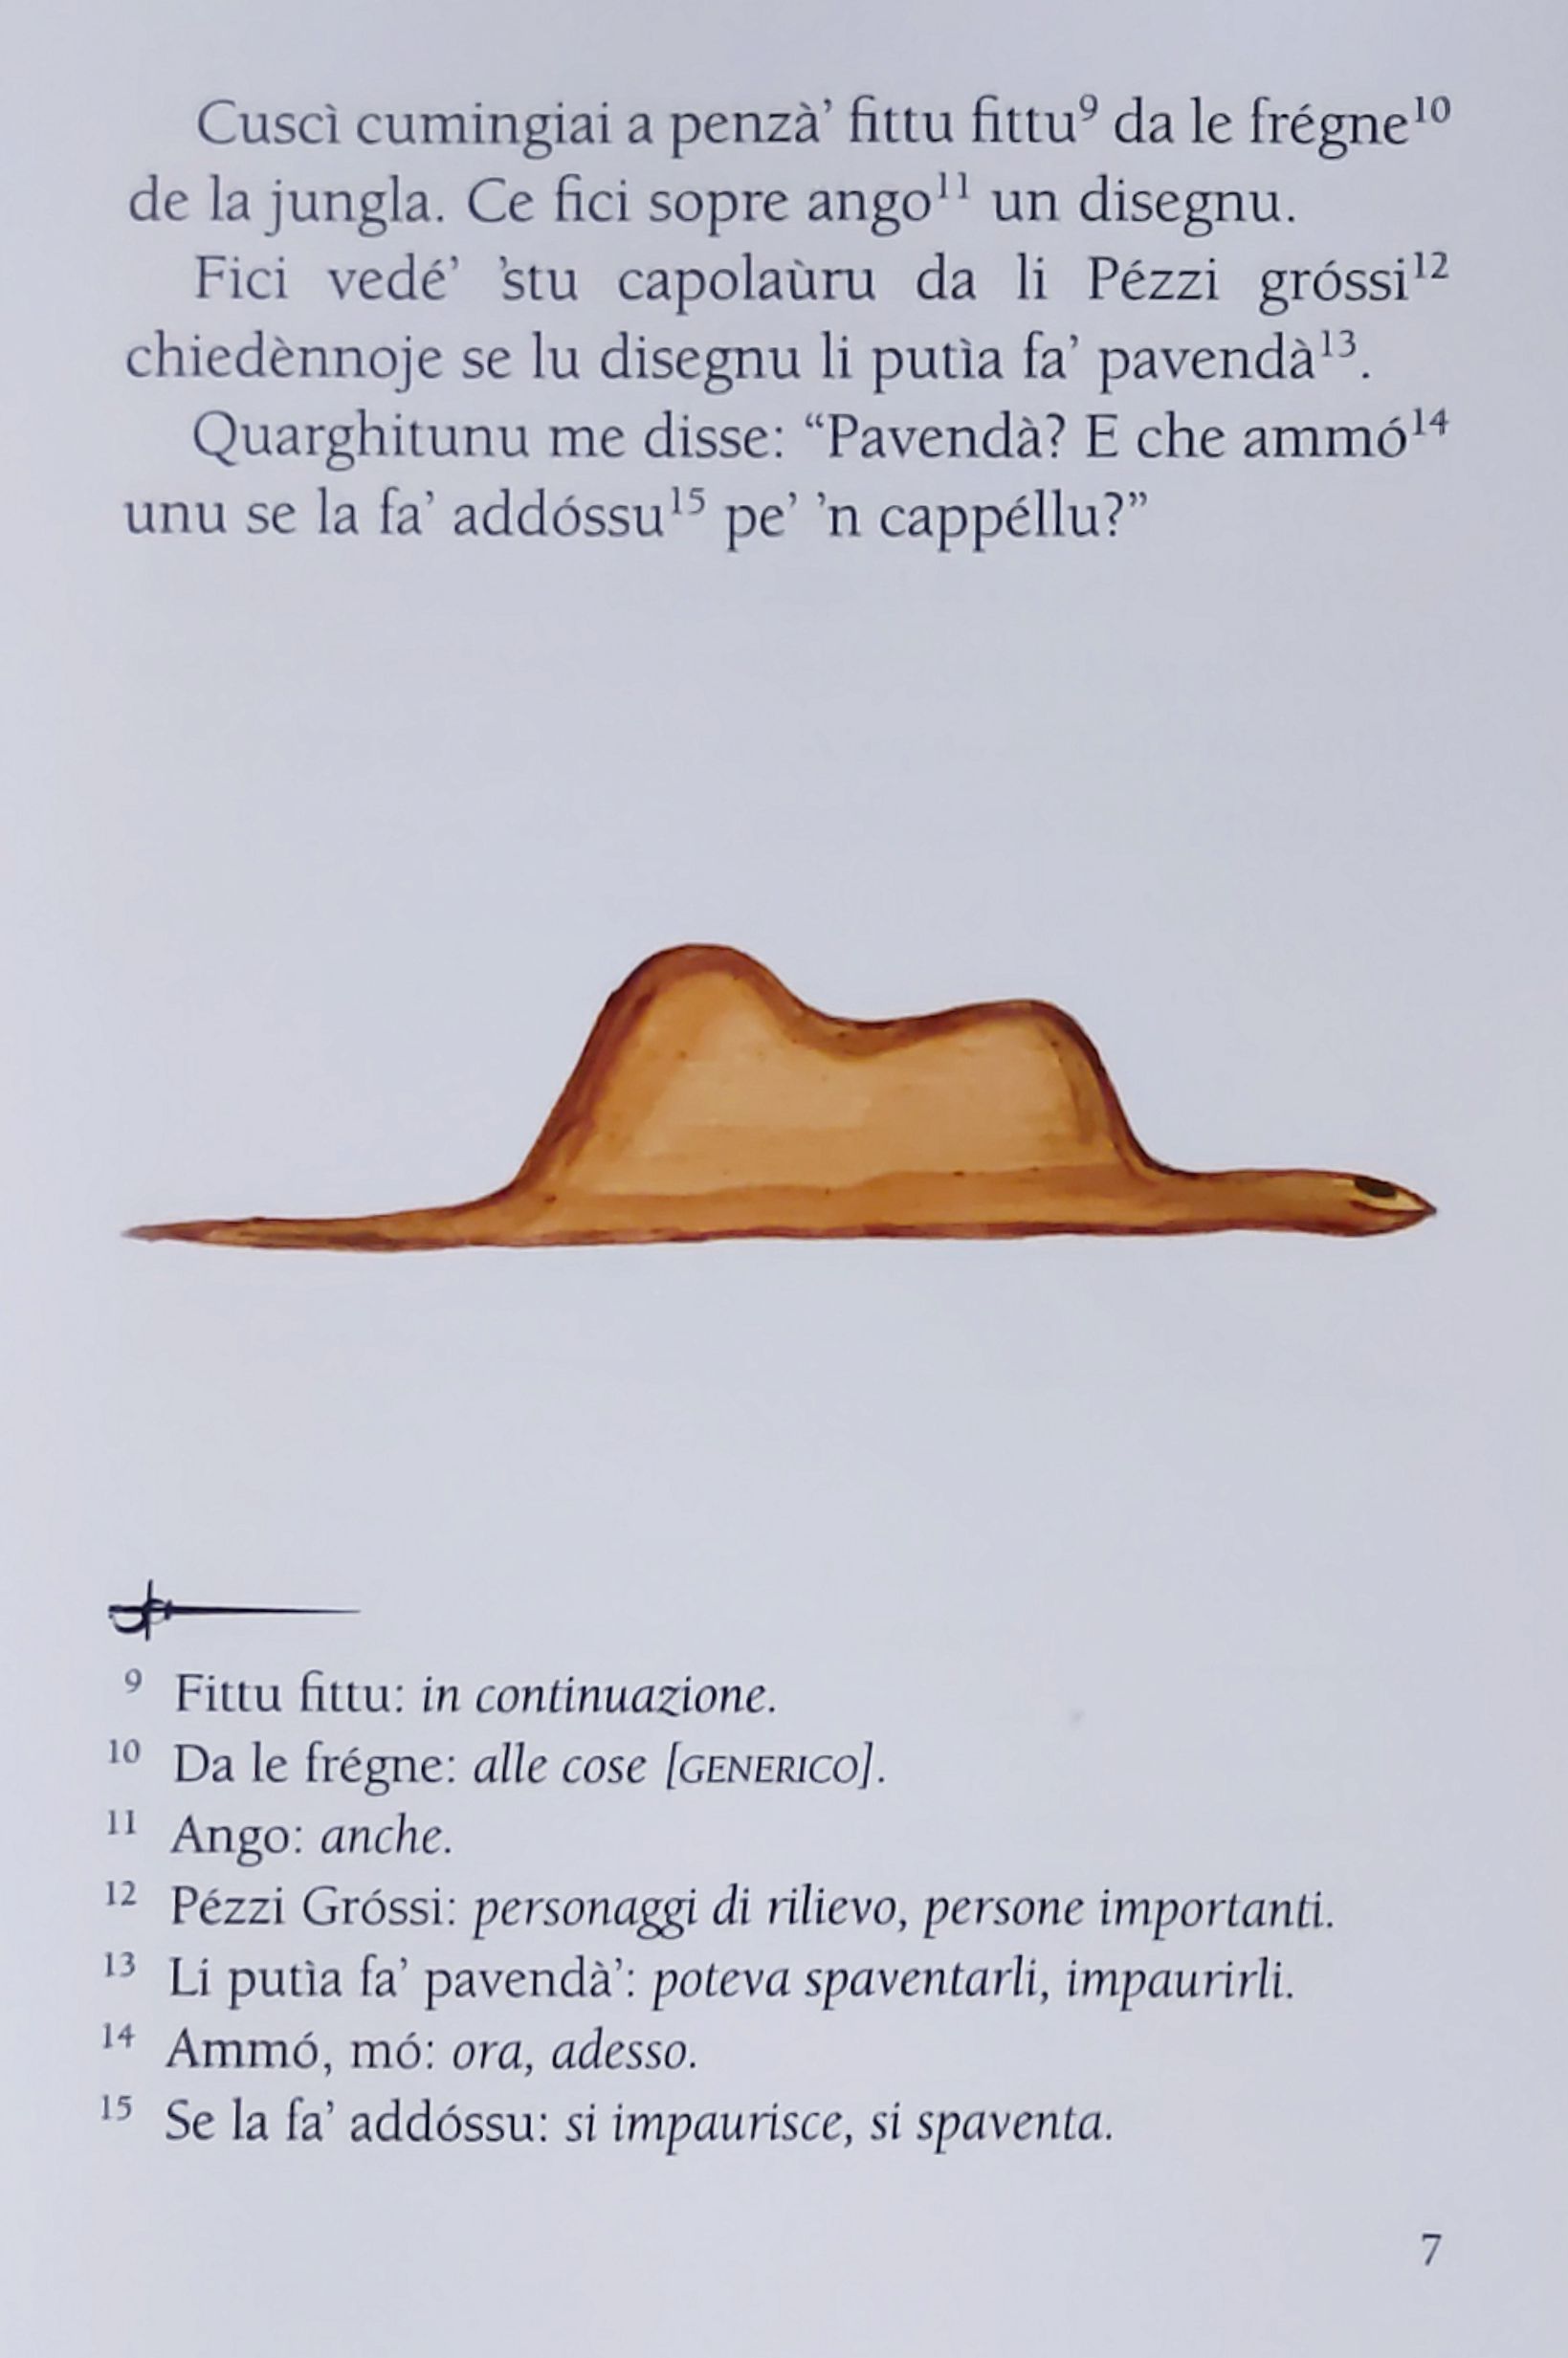 Cuscì cumingiai a penzà’ fittu fittu⁹ da le frégne¹⁰
de la jungla. Ce fici sopre ango¹¹ un disegnu.
Fici vedé’ ’stu capolaùru da li Pézzi gróssi¹²
chiedènnoje se lu disegnu li putìa fa’ pavendà¹³.
Quarghitunu me disse: “Pavendà? E che ammó¹⁴
unu se la fa’ addóssu¹⁵ pe’ ’n cappéllu?”
⁹ Fittu fittu: in continuazione.
¹⁰ Da le frégne: alle cose [GENERICO].
¹¹ Ango: anche.
¹² Pézzi Gróssi: personaggi di rilievo, persone importanti.
¹³ Li putìa fa’ pavendà’: poteva spaventarli, impaurirli.
¹⁴ Ammó, mó: ora, adesso.
¹⁵ Se la fa’ addóssu: si impaurisce, si spaventa.
7